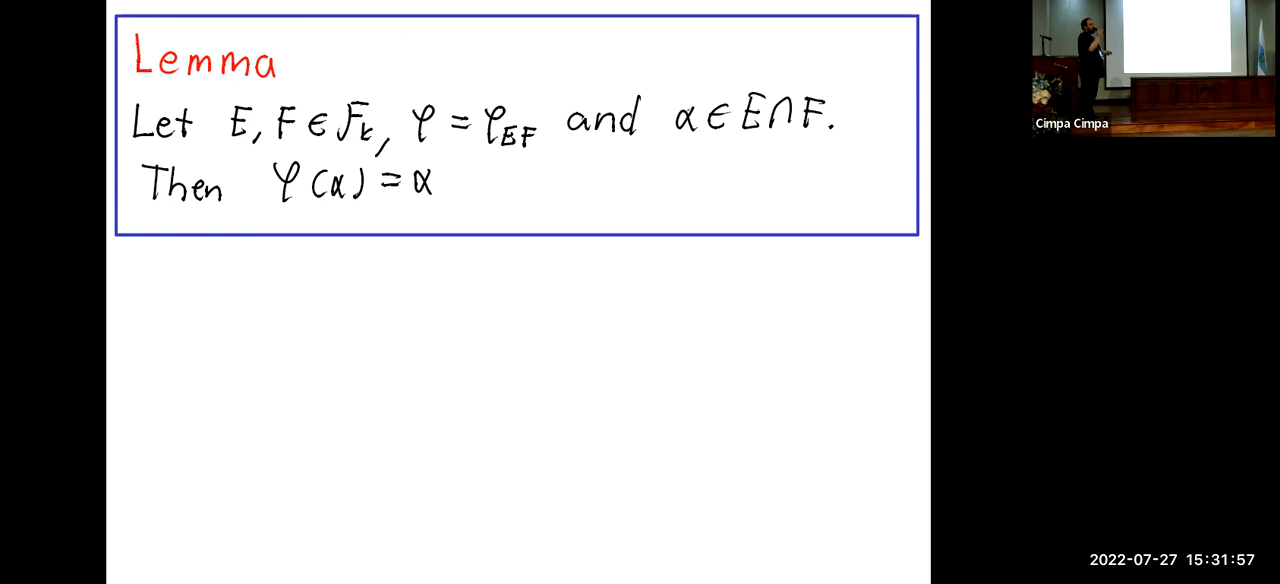 Lemma
Let E, F ∈ 𝓕ₖ, φ = φ_EF and α ∈ E∩F.
Then φ(α) = α
Cimpa Cimpa
2022-07-27 15:31:57